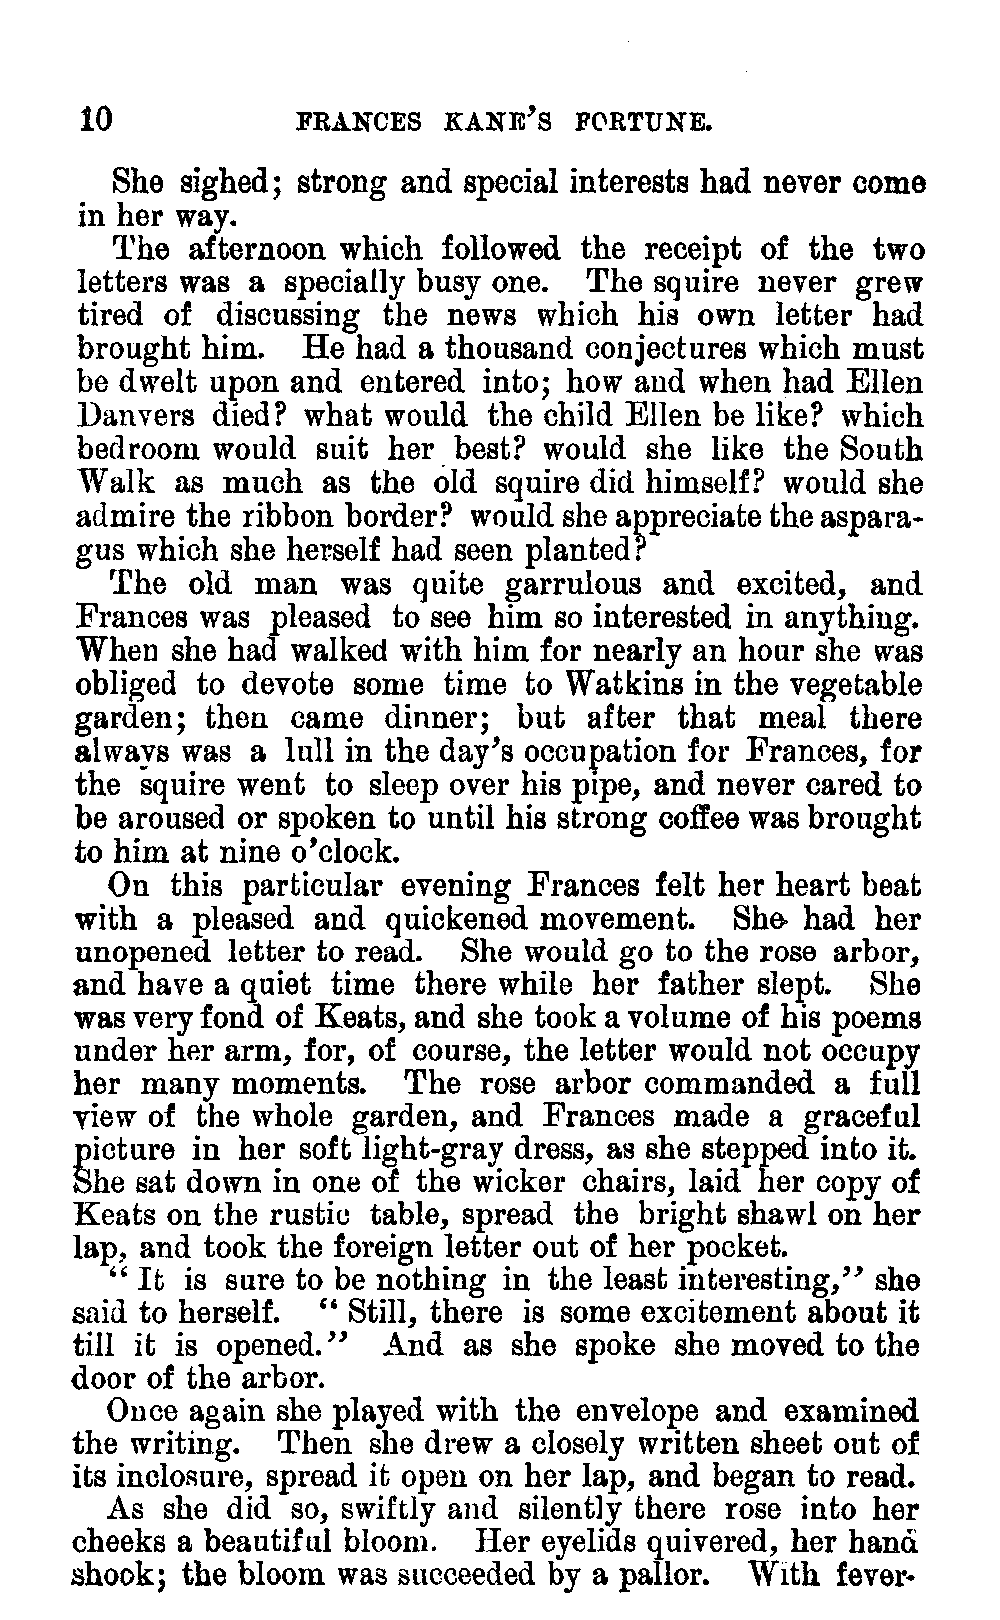 10 FRANCES KANE'S FORTUNE.
She sighed; strong and special interests had never come
in her way.
The afternoon which followed the receipt of the two
letters was a specially busy one. The squire never grew
tired of discussing the news which his own letter had
brought him. He had a thousand conjectures which must
be dwelt upon and entered into; how and when had Ellen
Danvers died? what would the child Ellen be like? which
bedroom would suit her best? would she like the South
Walk as much as the old squire did himself? would she
admire the ribbon border? would she appreciate the aspara-
gus which she herself had seen planted?
The old man was quite garrulous and excited, and
Frances was pleased to see him so interested in anything.
When she had walked with him for nearly an hour she was
obliged to devote some time to Watkins in the vegetable
garden; then came dinner; but after that meal there
always was a lull in the day's occupation for Frances, for
the squire went to sleep over his pipe, and never cared to
be aroused or spoken to until his strong coffee was brought
to him at nine o'clock.
On this particular evening Frances felt her heart beat
with a pleased and quickened movement. She had her
unopened letter to read. She would go to the rose arbor,
and have a quiet time there while her father slept. She
was very fond of Keats, and she took a volume of his poems
under her arm, for, of course, the letter would not occupy
her many moments. The rose arbor commanded a full
view of the whole garden, and Frances made a graceful
picture in her soft light-gray dress, as she stepped into it.
She sat down in one of the wicker chairs, laid her copy of
Keats on the rustic table, spread the bright shawl on her
lap, and took the foreign letter out of her pocket.
"It is sure to be nothing in the least interesting," she
said to herself. "Still, there is some excitement about it
till it is opened." And as she spoke she moved to the
door of the arbor.
Once again she played with the envelope and examined
the writing. Then she drew a closely written sheet out of
its inclosure, spread it open on her lap, and began to read.
As she did so, swiftly and silently there rose into her
cheeks a beautiful bloom. Her eyelids quivered, her hand
shook; the bloom was succeeded by a pallor. With fever-